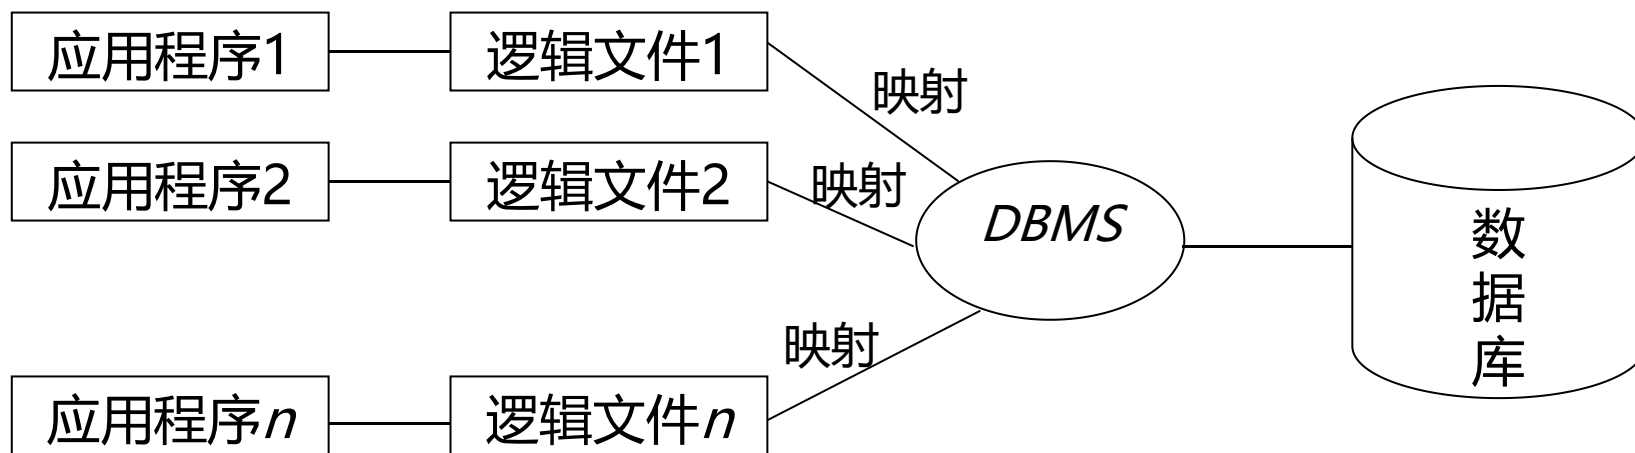 应用程序1
逻辑文件1
映射
应用程序2
逻辑文件2
映射
DBMS
数
据
库
映射
应用程序n
逻辑文件n